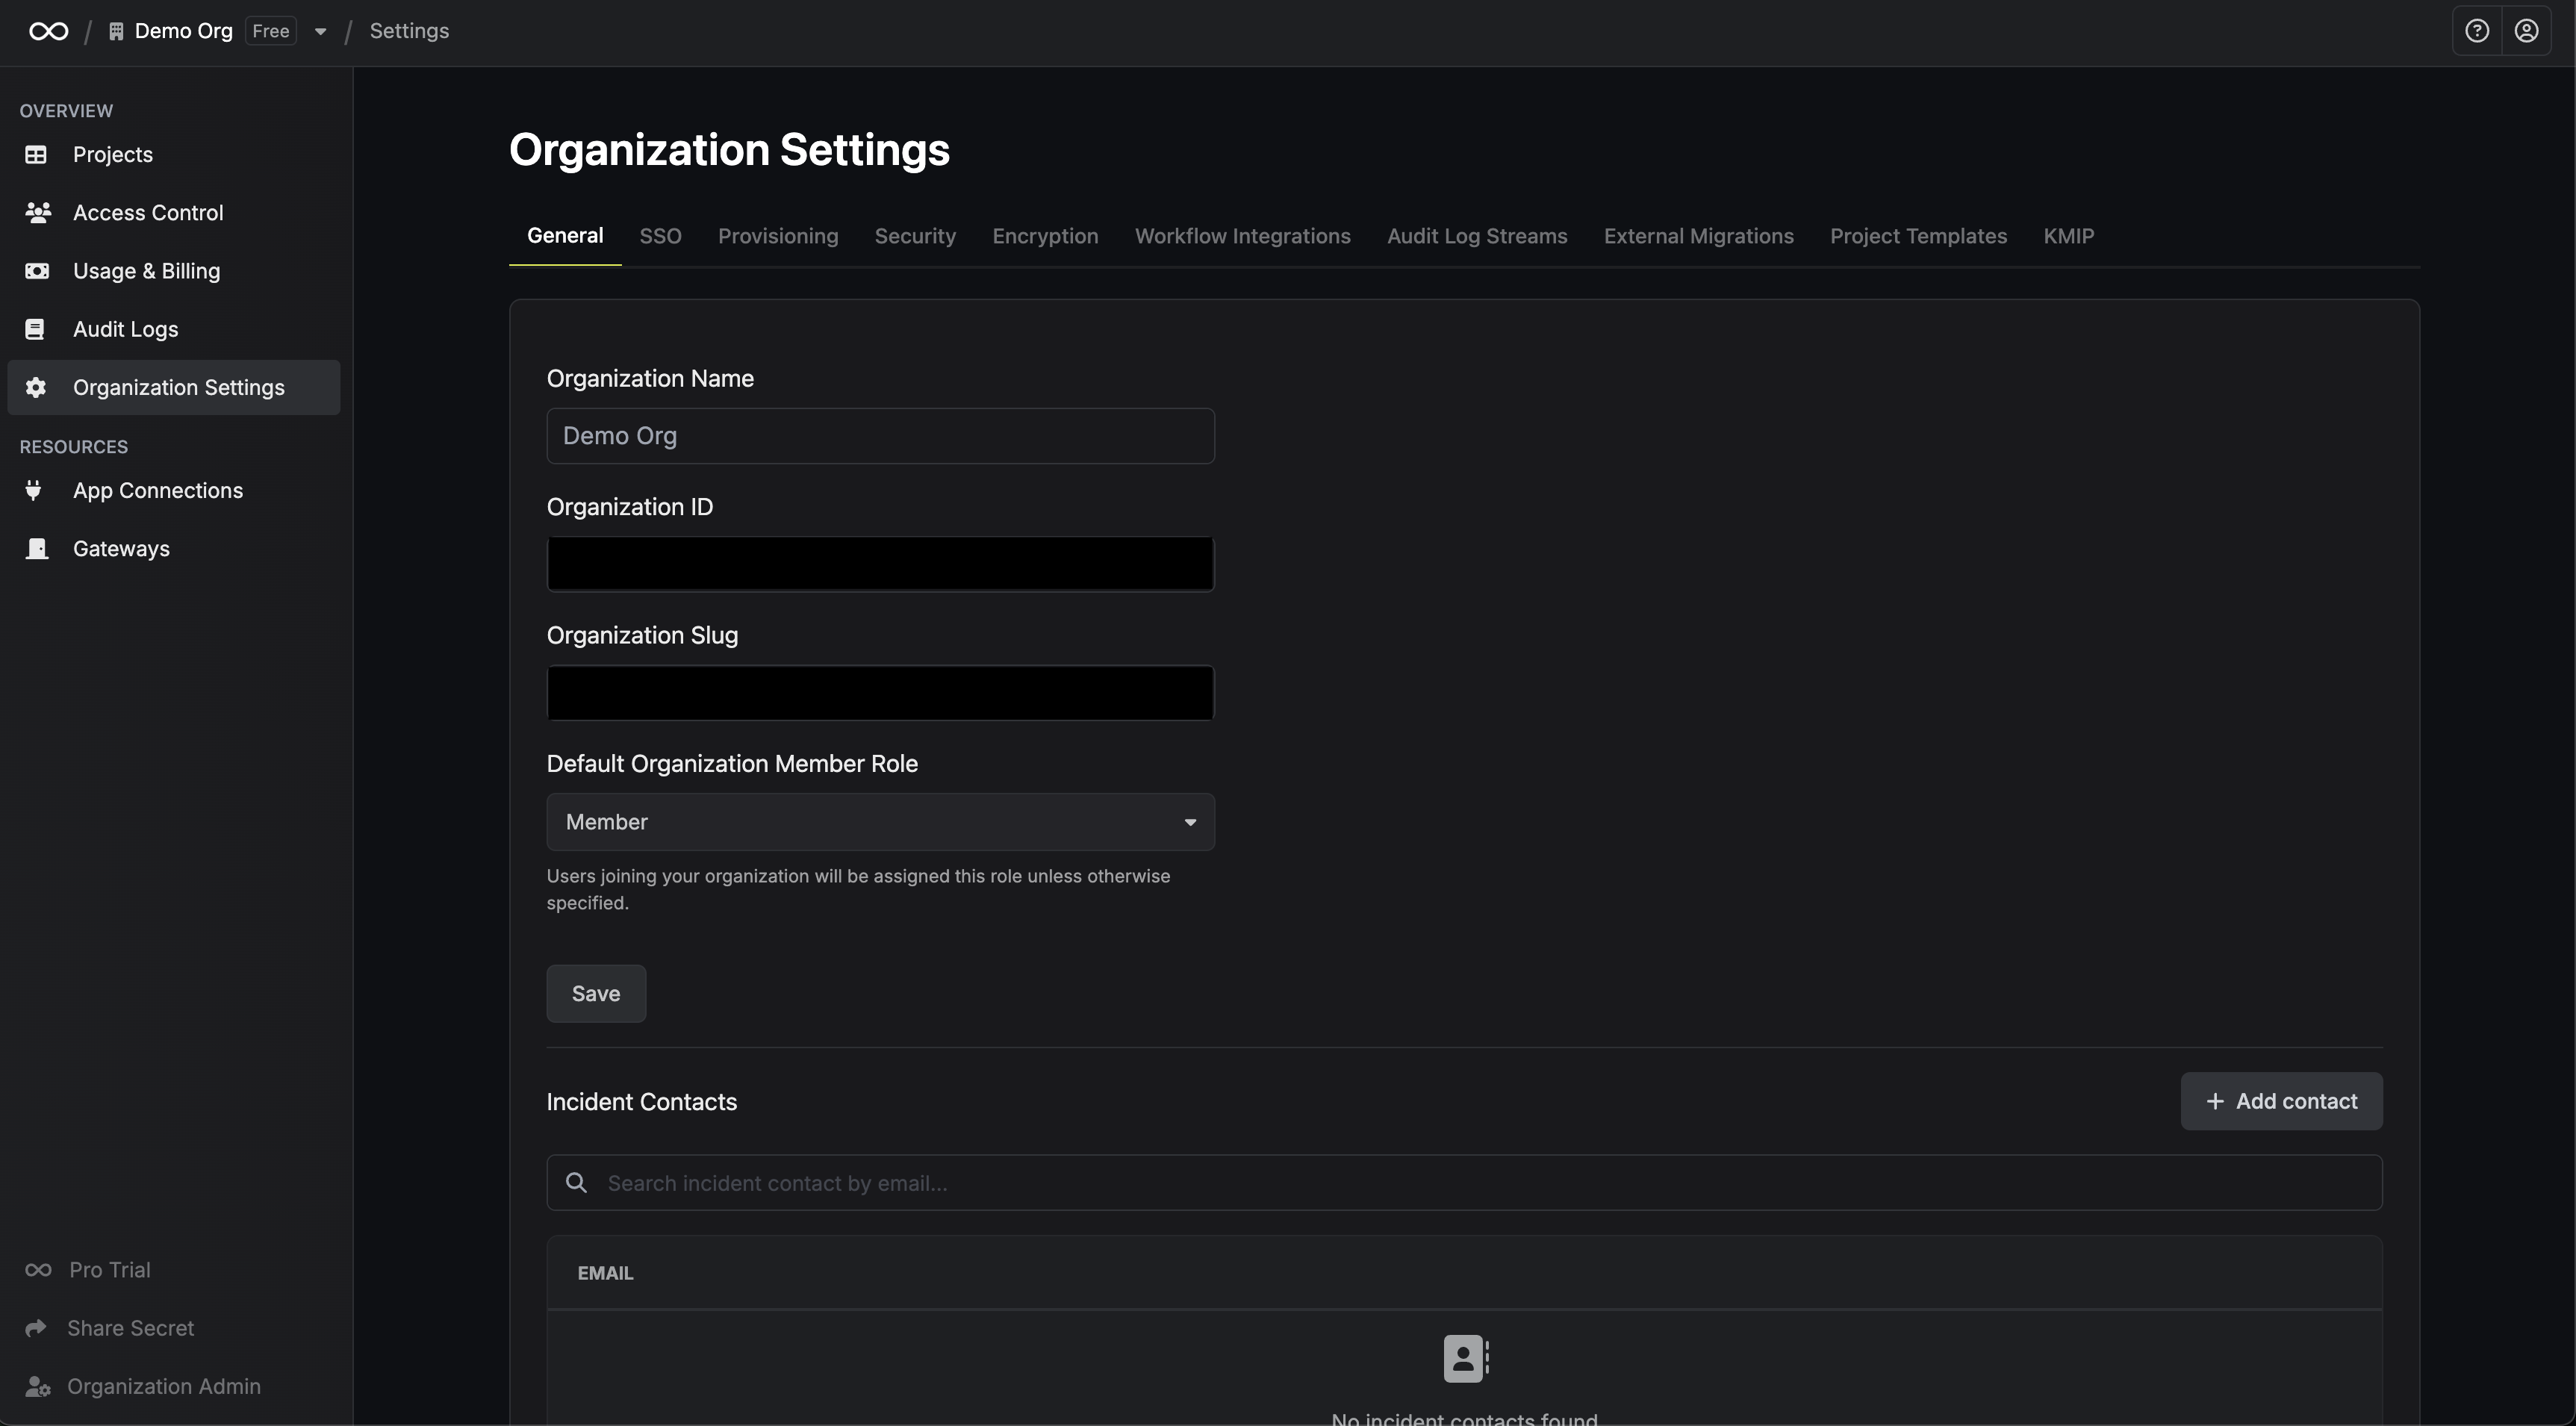 / Demo Org Free / Settings
OVERVIEW
Projects
Access Control
Usage & Billing
Audit Logs
Organization Settings
RESOURCES
App Connections
Gateways
Pro Trial
Share Secret
Organization Admin
Organization Settings
General SSO Provisioning Security Encryption Workflow Integrations Audit Log Streams External Migrations Project Templates KMIP
Organization Name
Demo Org
Organization ID
Organization Slug
Default Organization Member Role
Member
Users joining your organization will be assigned this role unless otherwise
specified.
Save
Incident Contacts
+ Add contact
Search incident contact by email...
EMAIL
No incident contacts found